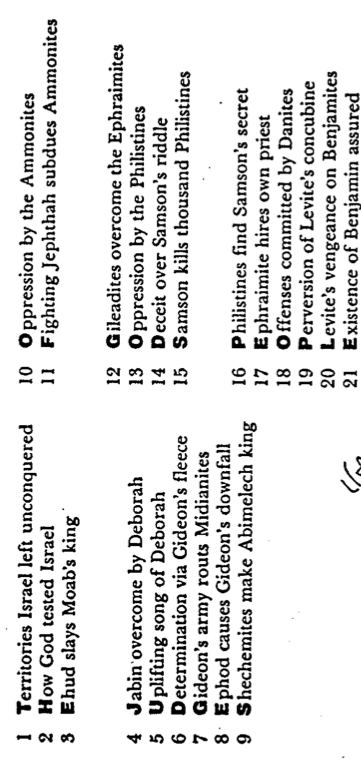 1 Territories Israel left unconquered
2 How God tested Israel
3 Ehud slays Moab's king
4 Jabin overcome by Deborah
5 Uplifting song of Deborah
6 Determination via Gideon's fleece
7 Gideon's army routs Midianites
8 Ephod causes Gideon's downfall
9 Shechemites make Abimelech king
10 Oppression by the Ammonites
11 Fighting Jephthah subdues Ammonites
12 Gileadites overcome the Ephraimites
13 Oppression by the Philistines
14 Deceit over Samson's riddle
15 Samson kills thousand Philistines
16 Philistines find Samson's secret
17 Ephraimite hires own priest
18 Offenses committed by Danites
19 Perversion of Levite's concubine
20 Levite's vengeance on Benjamites
21 Existence of Benjamin assured